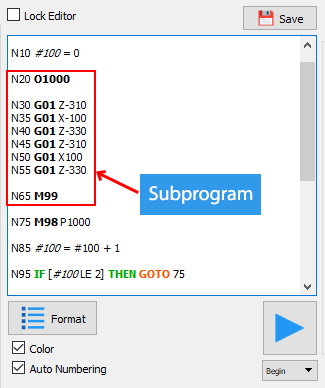 Lock Editor
Save
N10 #100 = 0
N20 O1000
N30 G01 Z-310
N35 G01 X-100
N40 G01 Z-330
N45 G01 Z-310
N50 G01 X100
N55 G01 Z-330
Subprogram
N65 M99
N75 M98 P1000
N85 #100 = #100 + 1
N95 IF [#100 LE 2] THEN GOTO 75
Format
Color
Auto Numbering
Begin